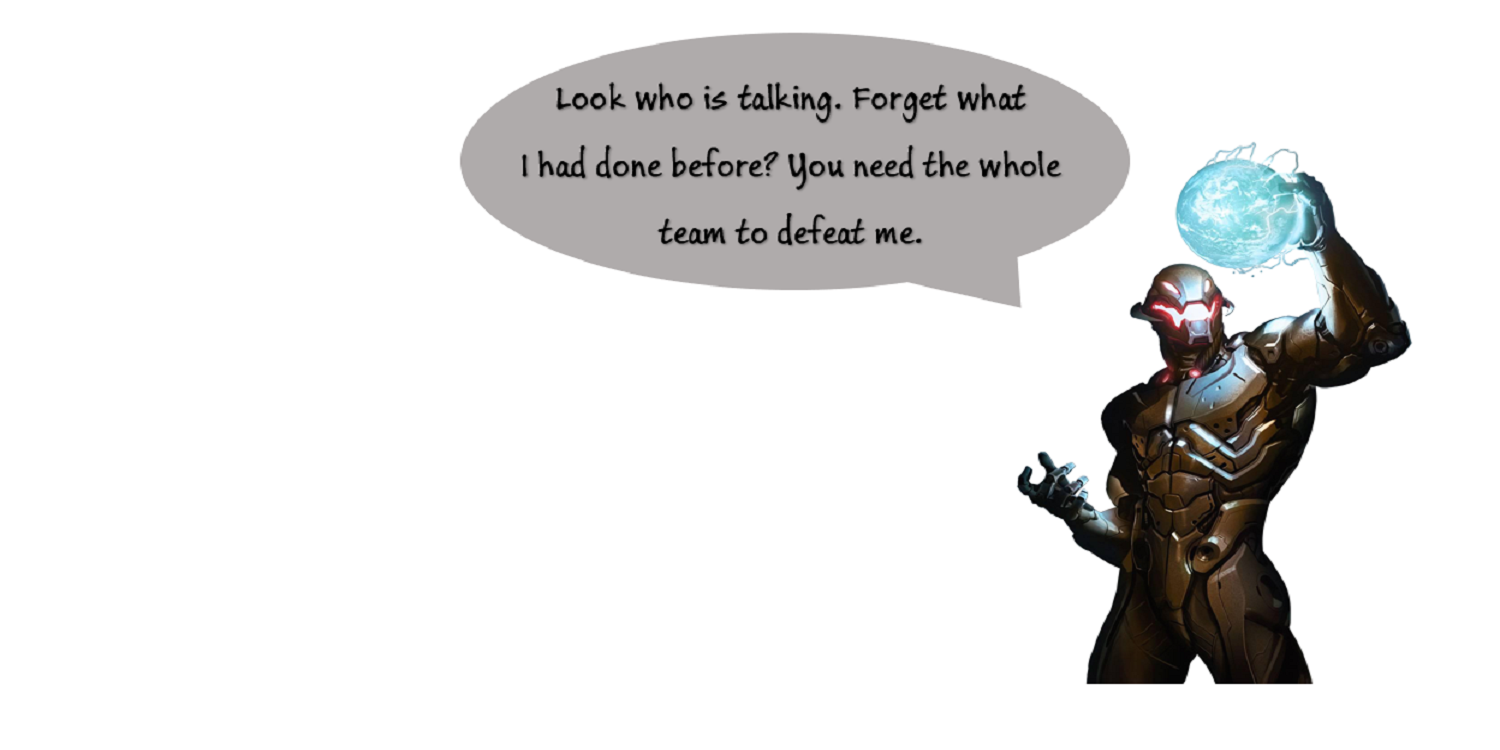 Look who is talking. Forget what
I had done before? You need the whole
team to defeat me.